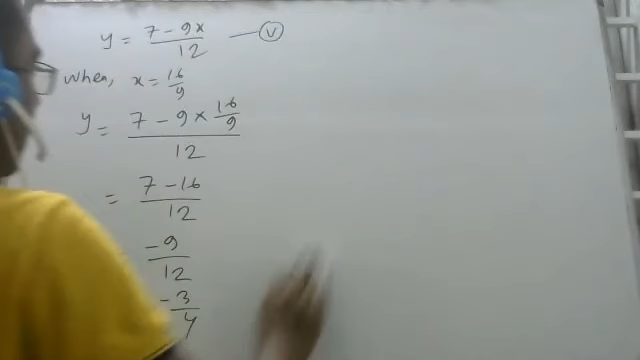 y = (7 - 9x)/12 — (v)
When, x = 16/9
y = (7 - 9 × 16/9)/12
= (7 - 16)/12
-9/12
-3/4